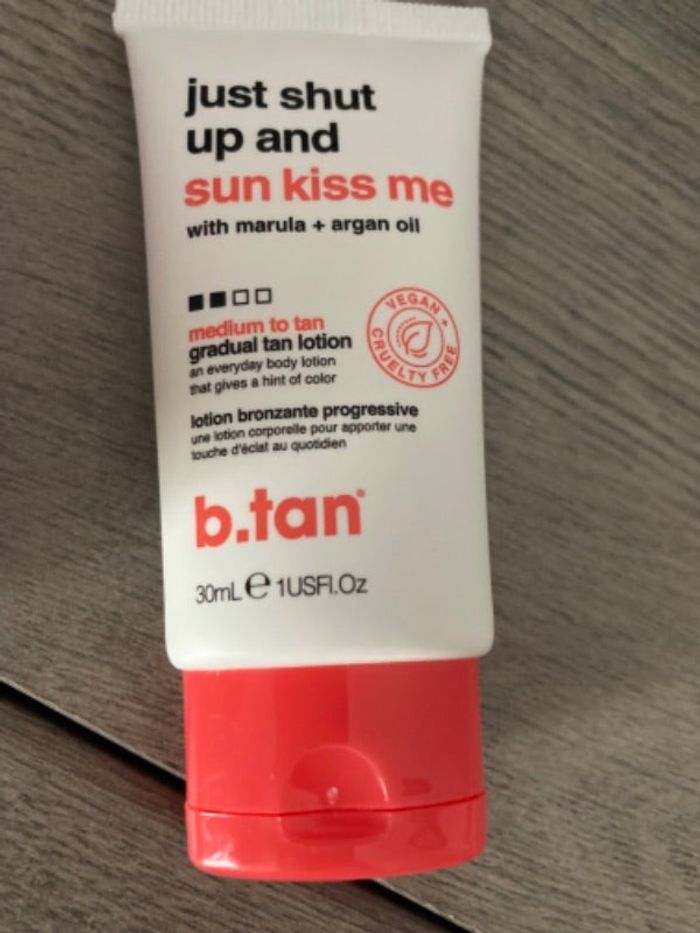 just shut
up and
sun kiss me
with marula + argan oil
medium to tan
gradual tan lotion
an everyday body lotion
that gives a hint of color
VEGAN +
CRUELTY FREE
lotion bronzante progressive
une lotion corporelle pour apporter une
touche d'éclat au quotidien
b.tan
30mL ℮ 1USFl.Oz